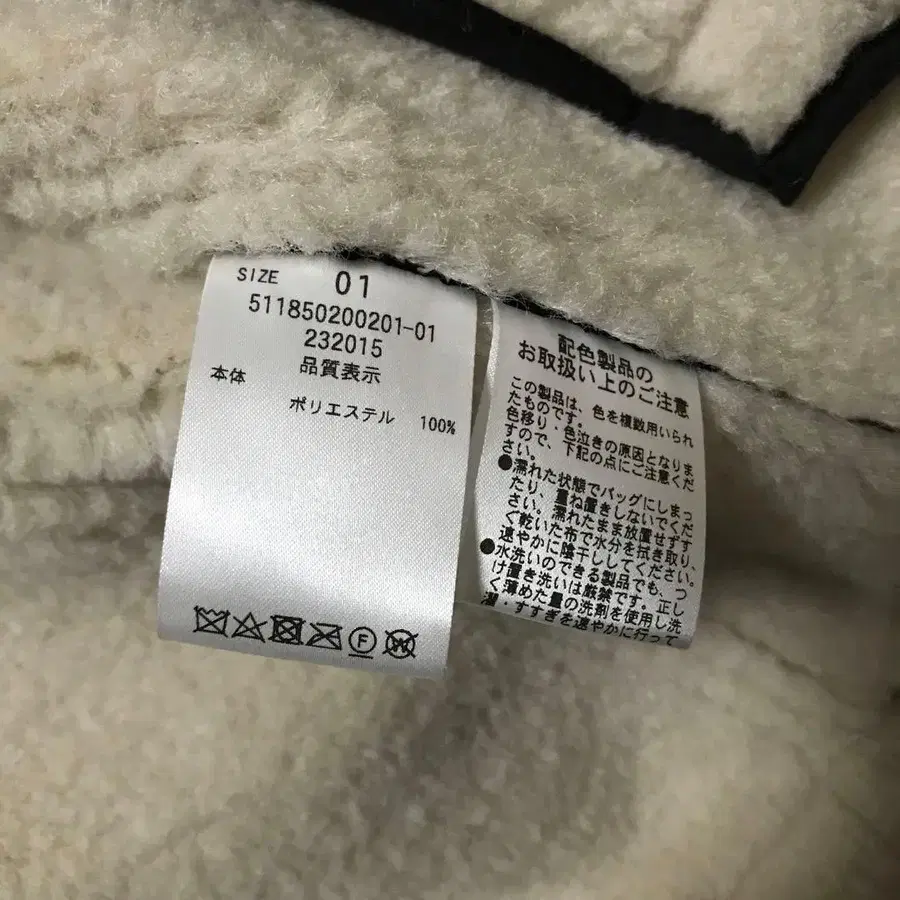 SIZE 01
511850200201-01
232015
品質表示
本体
ポリエステル 100%
F
W
配色製品の
お取扱い上のご注意
この製品は、色を複数用いられ
たものです。
色移り・色泣きの原因となりま
すので、下記の点にご注意くだ
さい。
●濡れた状態でバッグにしまっ
たり、重ね置きしないでくだ
さい。濡れたまま放置せずす
ぐ乾いた布で水分を拭き取り、
速やかに陰干ししてください。
●水洗いのできる製品でも、つ
け置き洗いは厳禁です。正し
く薄めた量の洗剤を使用し洗
濯・すすぎを速やかに行って